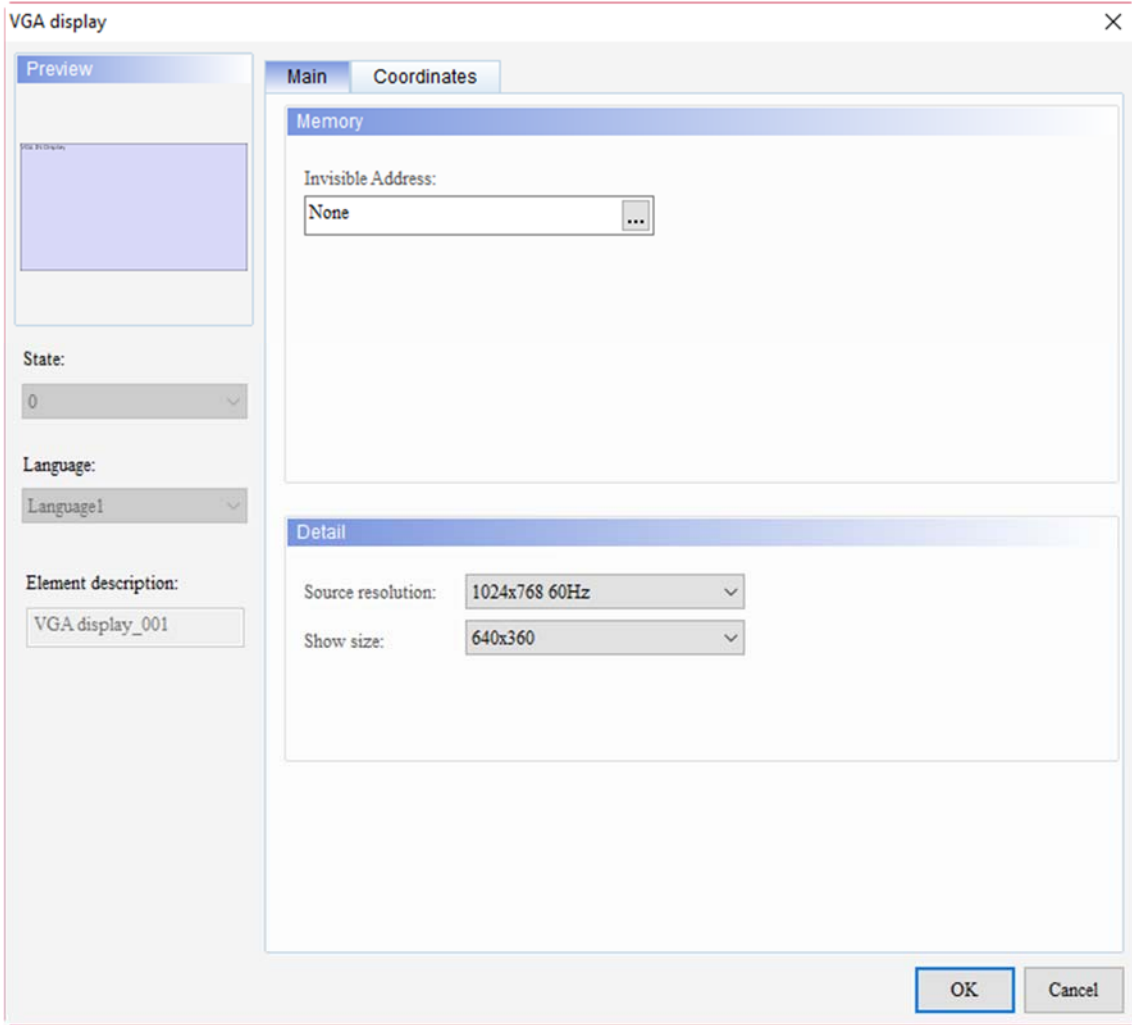 VGA display
Preview
Main
Coordinates
Memory
Invisible Address:
None
...
State:
0
Language:
Language1
Element description:
VGA display_001
Detail
Source resolution:
1024x768 60Hz
Show size:
640x360
OK
Cancel